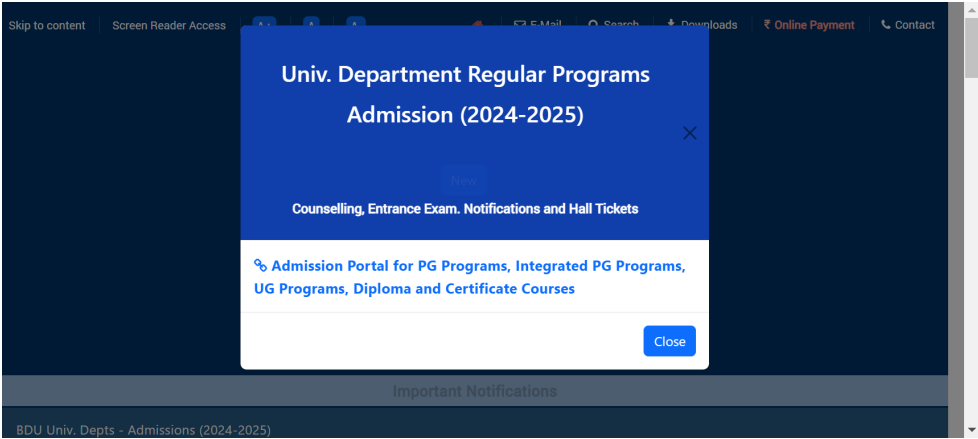 Skip to content Screen Reader Access A+ A A- E-Mail Search Downloads ₹ Online Payment Contact
Univ. Department Regular Programs
Admission (2024-2025)
New
Counselling, Entrance Exam. Notifications and Hall Tickets
Admission Portal for PG Programs, Integrated PG Programs,
UG Programs, Diploma and Certificate Courses
Close
Important Notifications
BDU Univ. Depts - Admissions (2024-2025)